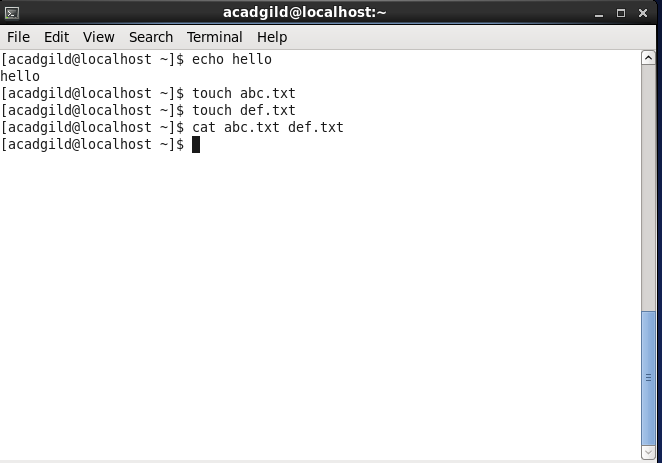 acadgild@localhost:~
File Edit View Search Terminal Help
[acadgild@localhost ~]$ echo hello
hello
[acadgild@localhost ~]$ touch abc.txt
[acadgild@localhost ~]$ touch def.txt
[acadgild@localhost ~]$ cat abc.txt def.txt
[acadgild@localhost ~]$